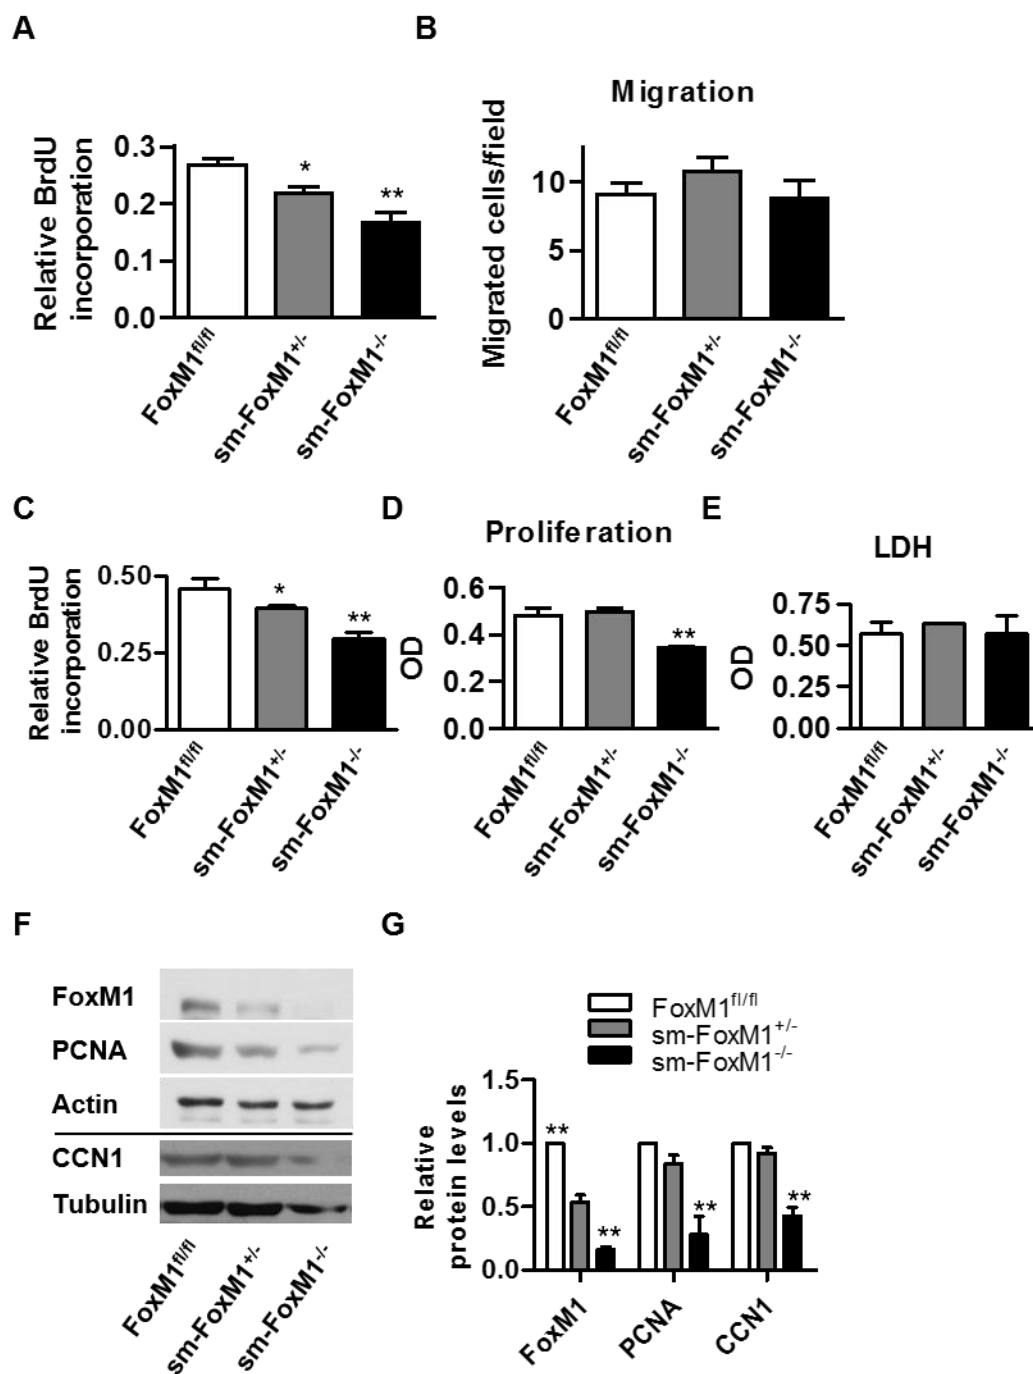 A
B
Migration
Relative BrdU
incorporation
0.3
0.2
0.1
0.0
*
**
FoxM1fl/fl
sm-FoxM1+/-
sm-FoxM1-/-
Migrated cells/field
10
5
0
FoxM1fl/fl
sm-FoxM1+/-
sm-FoxM1-/-
C
D
E
Relative BrdU
incorporation
0.50
0.25
0.00
*
**
FoxM1fl/fl
sm-FoxM1+/-
sm-FoxM1-/-
Proliferation
OD
0.6
0.4
0.2
0.0
**
FoxM1fl/fl
sm-FoxM1+/-
sm-FoxM1-/-
LDH
OD
0.75
0.50
0.25
0.00
FoxM1fl/fl
sm-FoxM1+/-
sm-FoxM1-/-
F
G
FoxM1
PCNA
Actin
CCN1
Tubulin
FoxM1fl/fl
sm-FoxM1+/-
sm-FoxM1-/-
FoxM1fl/fl
sm-FoxM1+/-
sm-FoxM1-/-
Relative
protein levels
1.5
1.0
0.5
0.0
**
**
**
**
FoxM1
PCNA
CCN1